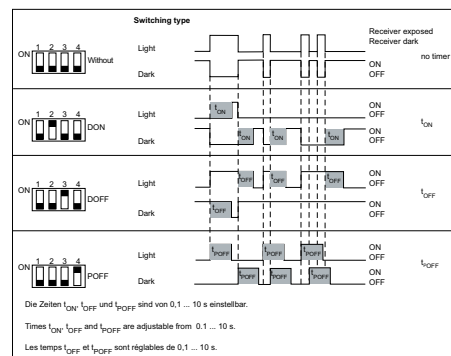 Switching type
Receiver exposed
Receiver dark
ON 1 2 3 4 Without Light no timer
Dark ON
OFF
ON 1 2 3 4 DON Light tON ON
OFF tON
Dark tON tON tON ON
OFF
ON 1 2 3 4 DOFF Light tOFF tOFF tOFF ON
OFF tOFF
Dark tOFF ON
OFF
ON 1 2 3 4 POFF Light tPOFF tPOFF tPOFF ON
OFF tPOFF
Dark tPOFF tPOFF tPOFF ON
OFF
Die Zeiten tON, tOFF und tPOFF sind von 0,1 ... 10 s einstellbar.
Times tON, tOFF and tPOFF are adjustable from 0.1 ... 10 s.
Les temps tOFF et tPOFF sont réglables de 0,1 ... 10 s.